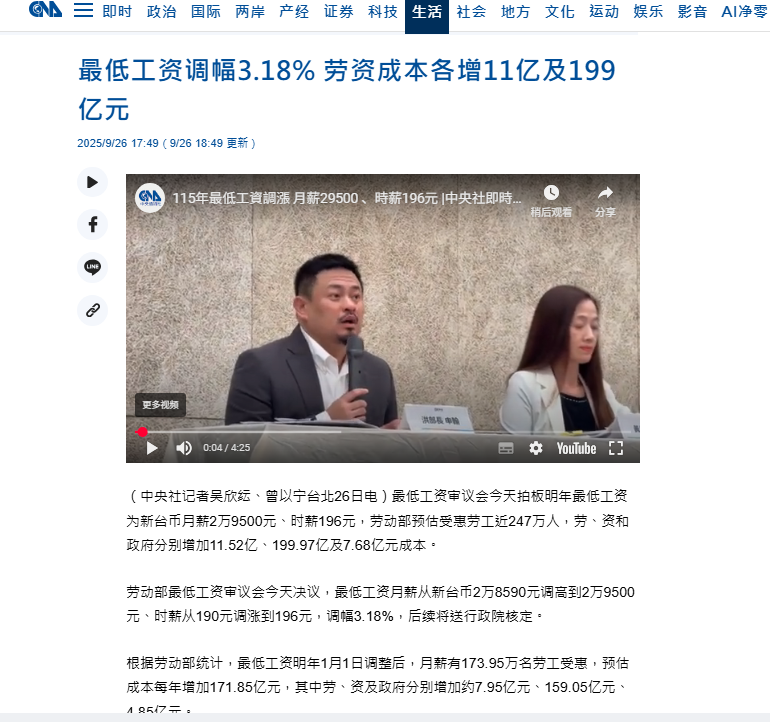 CNA
即时 政治 国际 两岸 产经 证券 科技 生活 社会 地方 文化 运动 娱乐 影音 AI净零
最低工资调幅3.18% 劳资成本各增11亿及199
亿元
2025/9/26 17:49（9/26 18:49 更新）
115年最低工資調漲 月薪29500 、時薪196元 |中央社即時...
稍后观看
分享
LINE
洪部長 申翰
更多视频
0:04 / 4:25
YouTube
（中央社记者吴欣纭、曾以宁台北26日电）最低工资审议会今天拍板明年最低工资
为新台币月薪2万9500元、时薪196元，劳动部预估受惠劳工近247万人，劳、资和
政府分别增加11.52亿、199.97亿及7.68亿元成本。
劳动部最低工资审议会今天决议，最低工资月薪从新台币2万8590元调高到2万9500
元、时薪从190元调涨到196元，调幅3.18%，后续将送行政院核定。
根据劳动部统计，最低工资明年1月1日调整后，月薪有173.95万名劳工受惠，预估
成本每年增加171.85亿元，其中劳、资及政府分别增加约7.95亿元、159.05亿元、
4.85亿元。